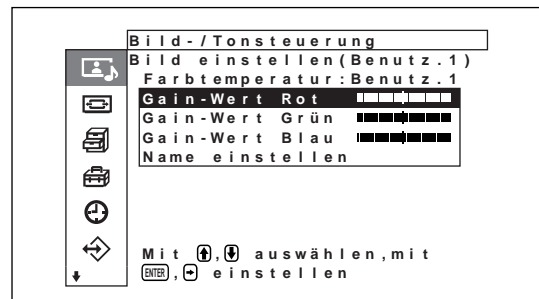 Bild-/Tonsteuerung
Bild einstellen(Benutz.1)
Farbtemperatur:Benutz.1
Gain-Wert Rot
Gain-Wert Grün
Gain-Wert Blau
Name einstellen
Mit ↑,↓ auswählen,mit
ENTER,→ einstellen